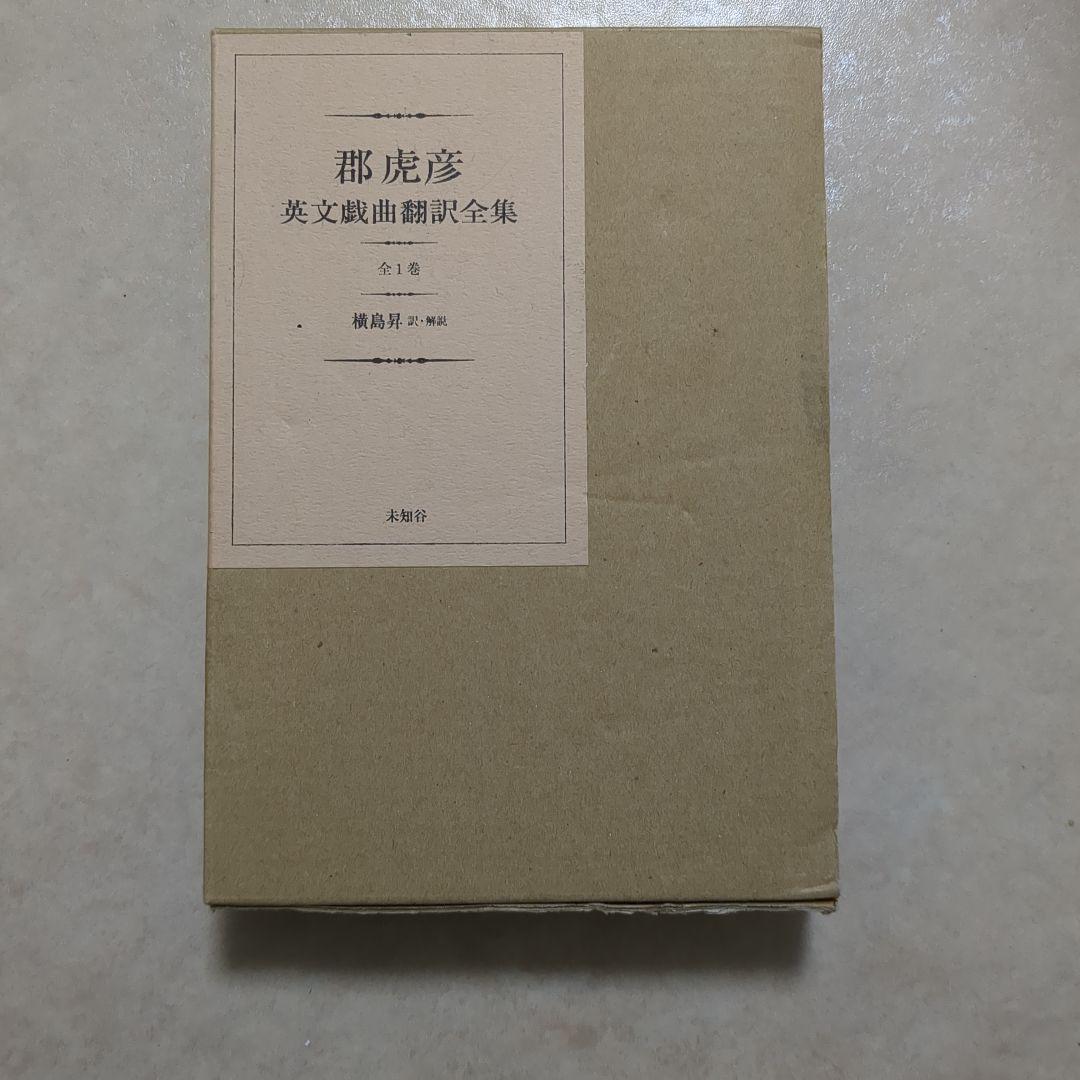 郡虎彦
英文戯曲翻訳全集
全1巻
横島昇 訳・解説
未知谷